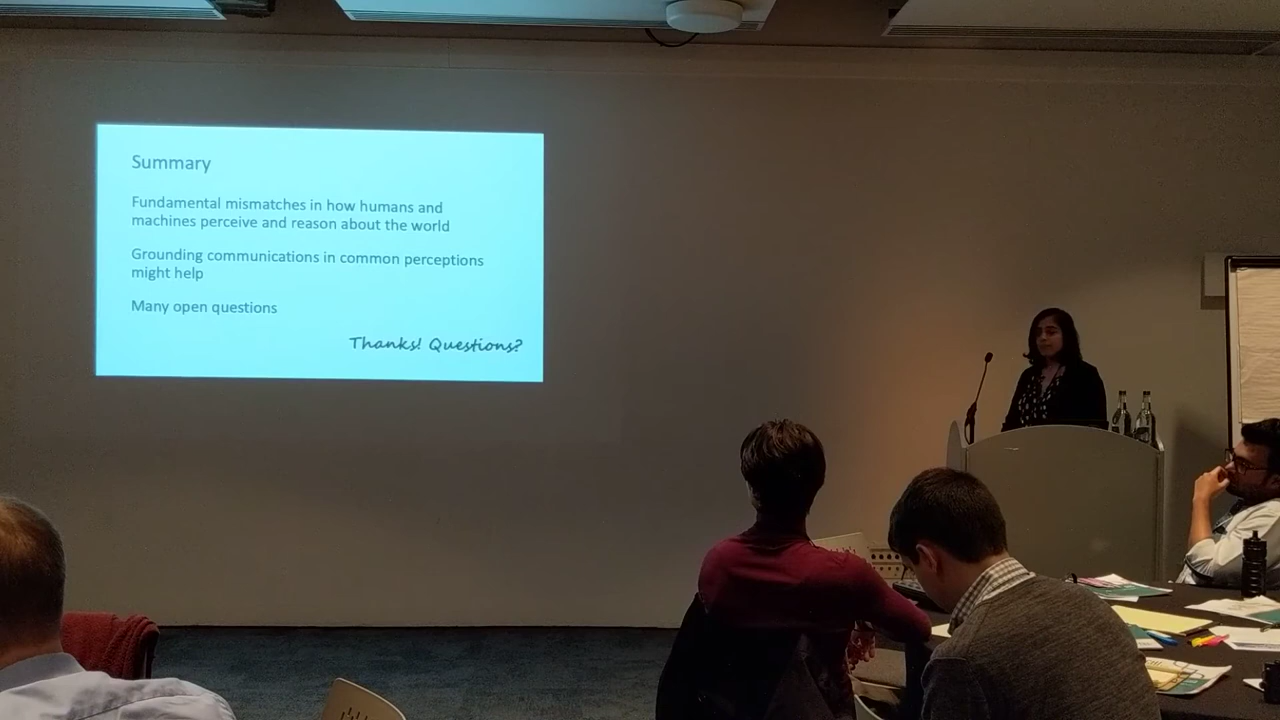 Summary
Fundamental mismatches in how humans and
machines perceive and reason about the world
Grounding communications in common perceptions
might help
Many open questions
Thanks! Questions?